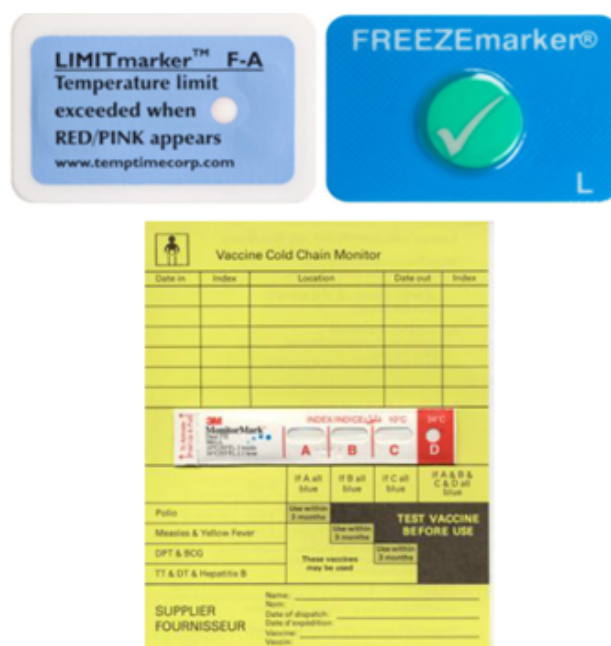 LIMITmarker™ F-A
Temperature limit
exceeded when
RED/PINK appears
www.temptimecorp.com
FREEZEmarker®
L
Vaccine Cold Chain Monitor
Date in Index Location Date out Index
3M
MonitorMark™
INDEX/INDICE 10°C
34°C
A B C D
If A all blue
If B all blue
If C all blue
If A & B & C & D all blue
Polio
Use within 3 months
TEST VACCINE BEFORE USE
Measles & Yellow Fever
Use within 3 months
DPT & BCG
These vaccines may be used
Use within 3 months
TT & DT & Hepatitis B
SUPPLIER
FOURNISSEUR
Name:
Nom:
Date of dispatch:
Date d'expédition:
Vaccine:
Vaccin: